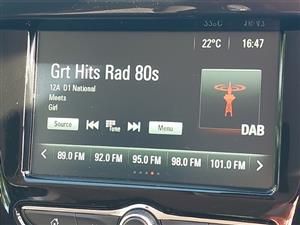 22°C 16:47
Grt Hits Rad 80s
12A D1 National
Meets
Girl
DAB
Source Tune Menu
89.0 FM 92.0 FM 95.0 FM 98.0 FM 101.0 FM